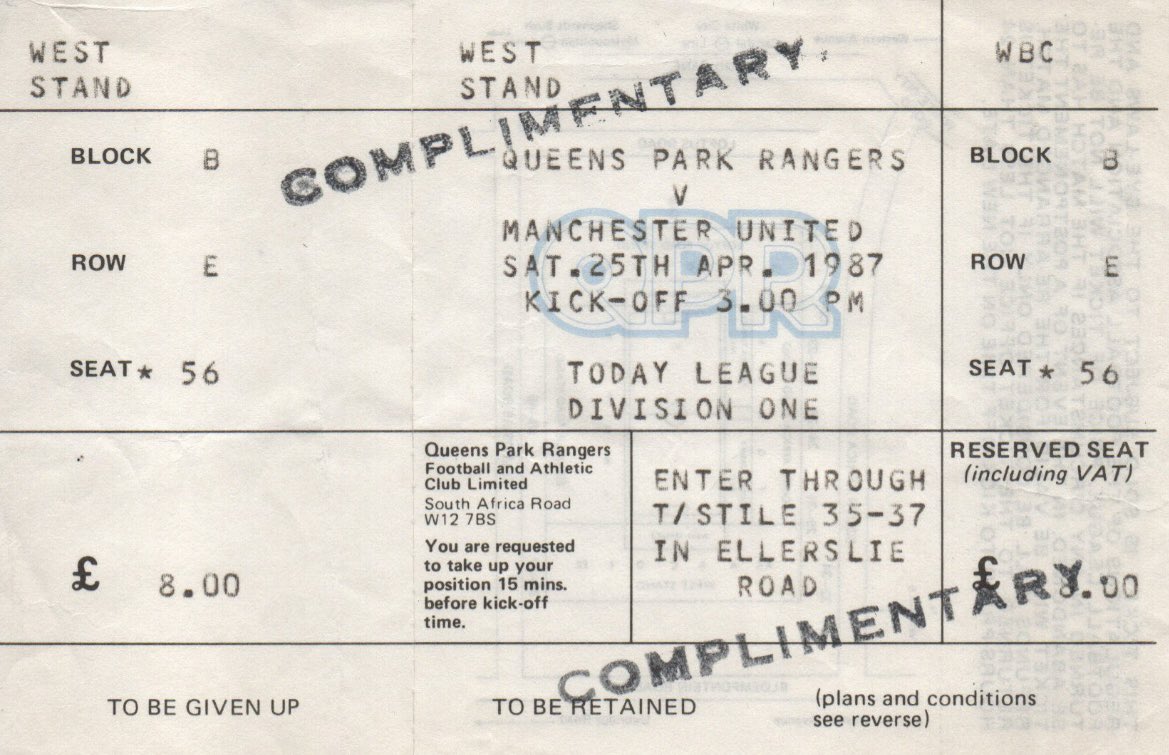 WEST
STAND
BLOCK B
ROW E
SEAT* 56
£ 8.00
TO BE GIVEN UP
WEST
STAND
COMPLIMENTARY.
QUEENS PARK RANGERS
V
MANCHESTER UNITED
SAT.25TH APR. 1987
KICK-OFF 3.00 PM
QPR
TODAY LEAGUE
DIVISION ONE
Queens Park Rangers
Football and Athletic
Club Limited
South Africa Road
W12 7BS
You are requested
to take up your
position 15 mins.
before kick-off
time.
ENTER THROUGH
T/STILE 35-37
IN ELLERSLIE
ROAD
COMPLIMENTARY.
TO BE RETAINED
(plans and conditions
see reverse)
WBC
BLOCK B
ROW E
SEAT* 56
RESERVED SEAT
(including VAT)
£ 8.00